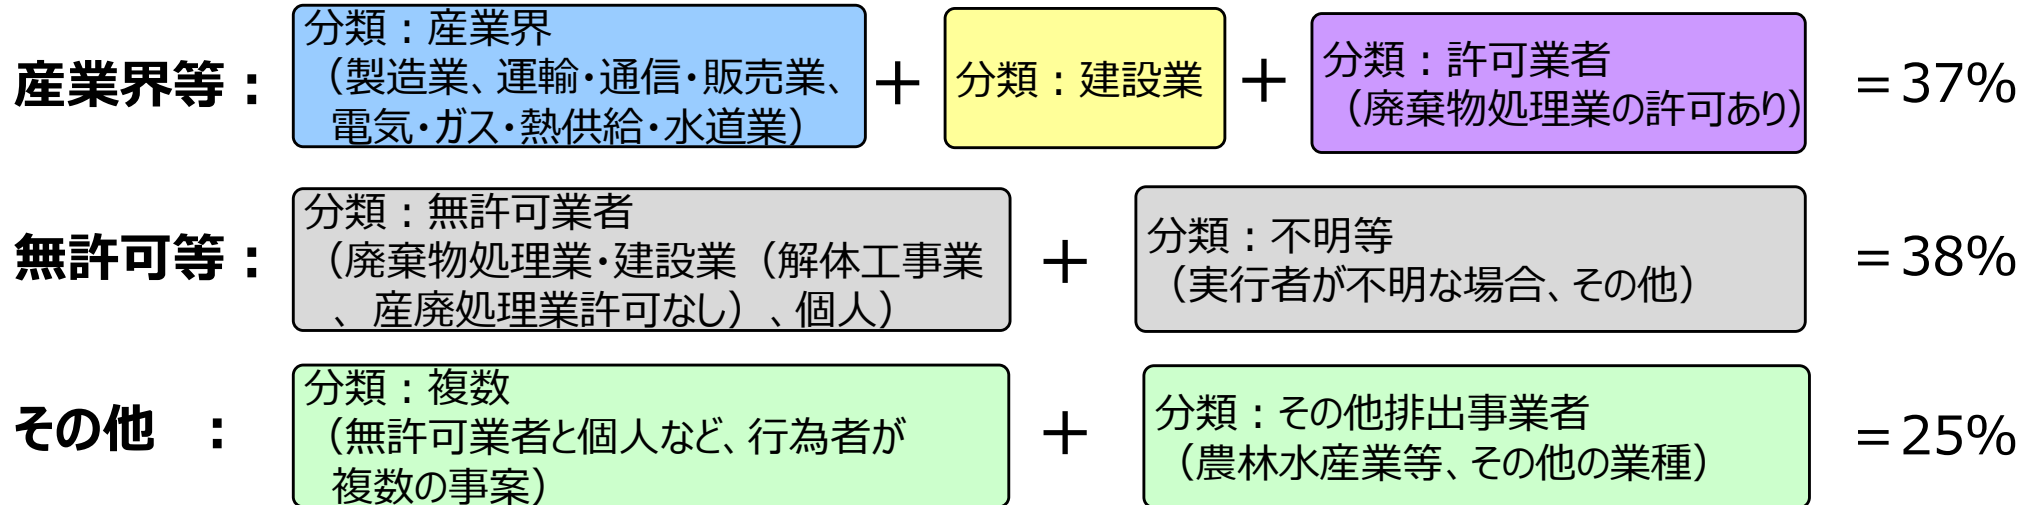 産業界等：
分類：産業界
（製造業、運輸・通信・販売業、
電気・ガス・熱供給・水道業）
＋
分類：建設業
＋
分類：許可業者
（廃棄物処理業の許可あり）
＝37%
無許可等：
分類：無許可業者
（廃棄物処理業・建設業（解体工事業
、産廃処理業許可なし）、個人）
＋
分類：不明等
（実行者が不明な場合、その他）
＝38%
その他　：
分類：複数
（無許可業者と個人など、行為者が
複数の事案）
＋
分類：その他排出事業者
（農林水産業等、その他の業種）
＝25%